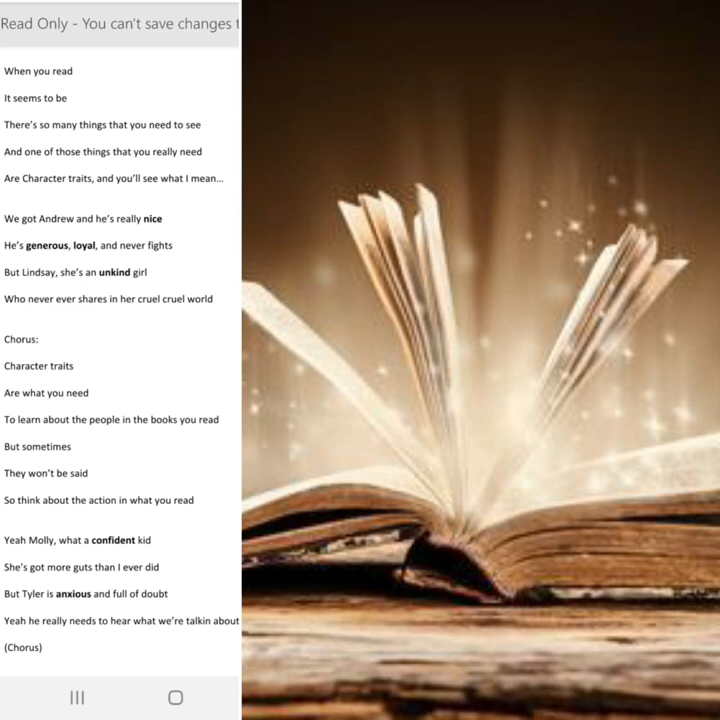 Read Only - You can't save changes t
When you read
It seems to be
There's so many things that you need to see
And one of those things that you really need
Are Character traits, and you'll see what I mean...
We got Andrew and he's really nice
He's generous, loyal, and never fights
But Lindsay, she's an unkind girl
Who never ever shares in her cruel cruel world
Chorus:
Character traits
Are what you need
To learn about the people in the books you read
But sometimes
They won't be said
So think about the action in what you read
Yeah Molly, what a confident kid
She's got more guts than I ever did
But Tyler is anxious and full of doubt
Yeah he really needs to hear what we're talkin about
(Chorus)